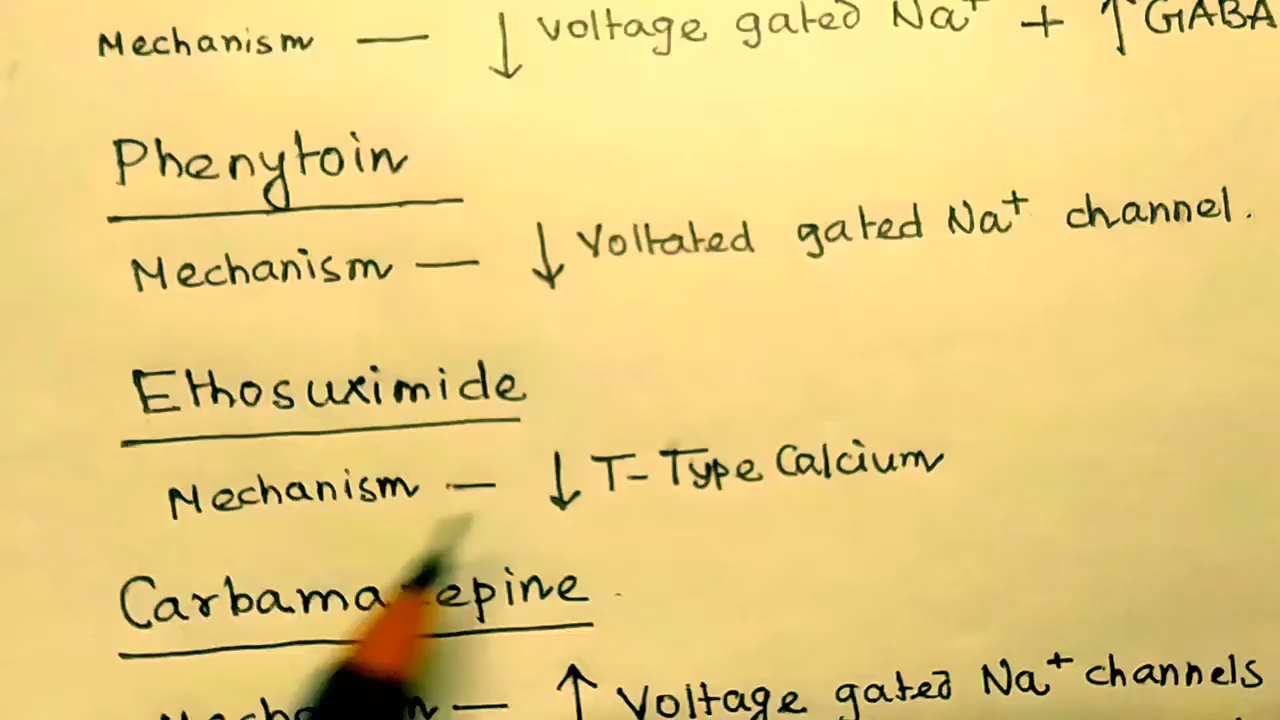 Mechanism — ↓ Voltage gated Na⁺ + ↑ GABA
Phenytoin
Mechanism — ↓ Voltated gated Na⁺ channel.
Ethosuximide
Mechanism — ↓ T-Type Calcium
Carbamazepine
Mechanism — ↑ Voltage gated Na⁺ channels